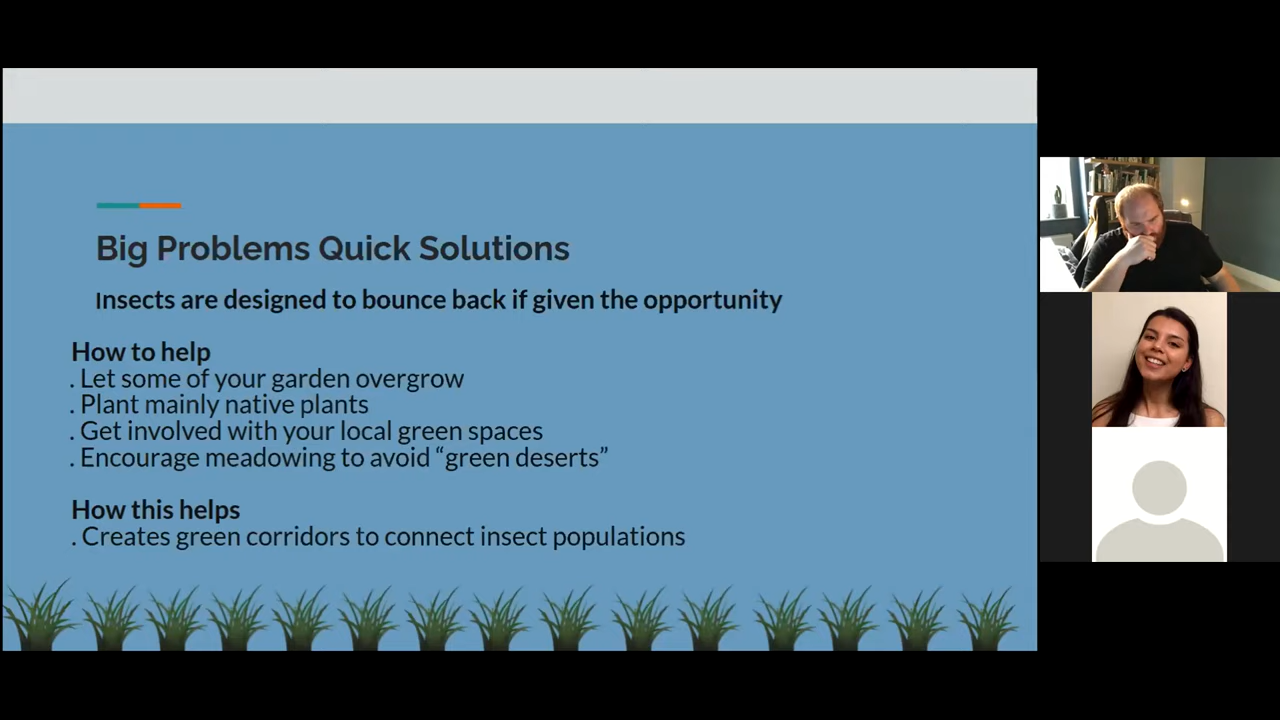 Big Problems Quick Solutions
Insects are designed to bounce back if given the opportunity
How to help
. Let some of your garden overgrow
. Plant mainly native plants
. Get involved with your local green spaces
. Encourage meadowing to avoid “green deserts”
How this helps
. Creates green corridors to connect insect populations